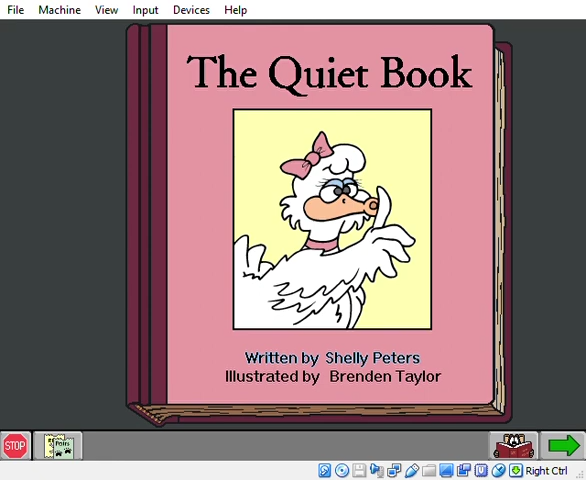 File Machine View Input Devices Help
The Quiet Book
Written by Shelly Peters
Illustrated by Brenden Taylor
STOP
Pairs
Right Ctrl